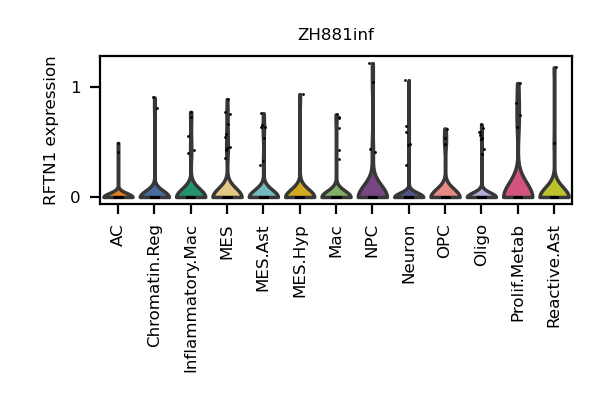 ZH881inf
RFTN1 expression
1
0
AC
Chromatin.Reg
Inflammatory.Mac
MES
MES.Ast
MES.Hyp
Mac
NPC
Neuron
OPC
Oligo
Prolif.Metab
Reactive.Ast